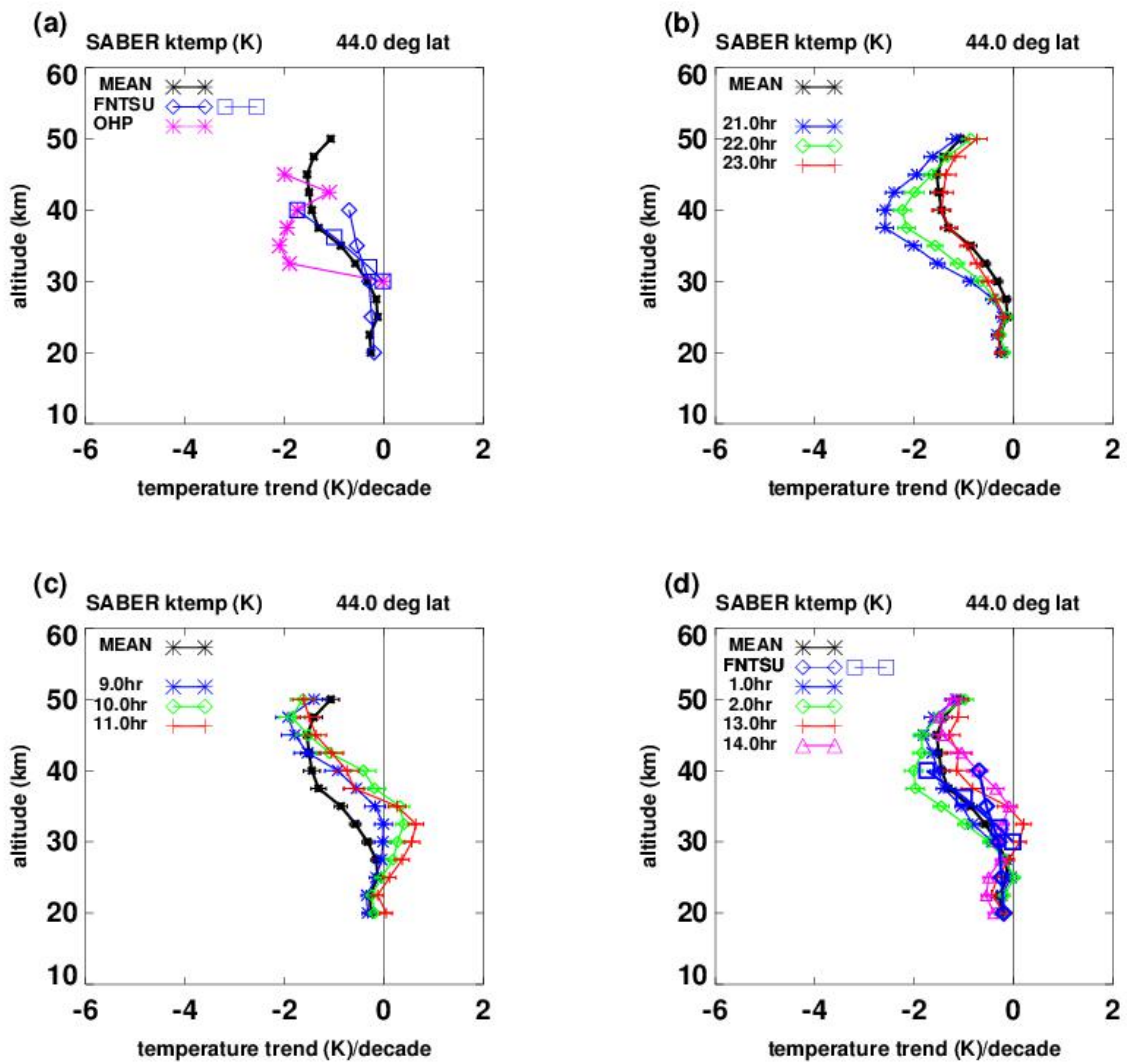 (a)
SABER ktemp (K) 44.0 deg lat
60
MEAN
FNTSU
OHP
50
40
30
20
10
altitude (km)
-6 -4 -2 0 2
temperature trend (K)/decade
(b)
SABER ktemp (K) 44.0 deg lat
60
MEAN
21.0hr
22.0hr
23.0hr
50
40
30
20
10
altitude (km)
-6 -4 -2 0 2
temperature trend (K)/decade
(c)
SABER ktemp (K) 44.0 deg lat
60
MEAN
9.0hr
10.0hr
11.0hr
50
40
30
20
10
altitude (km)
-6 -4 -2 0 2
temperature trend (K)/decade
(d)
SABER ktemp (K) 44.0 deg lat
60
MEAN
FNTSU
1.0hr
2.0hr
13.0hr
14.0hr
50
40
30
20
10
altitude (km)
-6 -4 -2 0 2
temperature trend (K)/decade